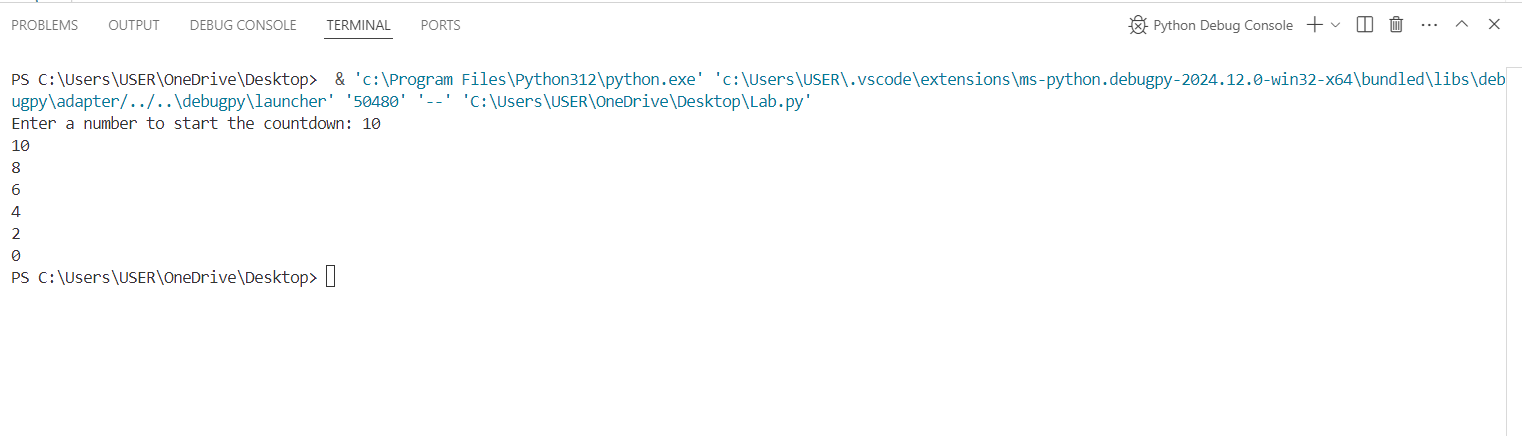 PROBLEMS OUTPUT DEBUG CONSOLE TERMINAL PORTS Python Debug Console
PS C:\Users\USER\OneDrive\Desktop>  & 'c:\Program Files\Python312\python.exe' 'c:\Users\USER\.vscode\extensions\ms-python.debugpy-2024.12.0-win32-x64\bundled\libs\deb
ugpy\adapter/../..\debugpy\launcher' '50480' '--' 'C:\Users\USER\OneDrive\Desktop\Lab.py'
Enter a number to start the countdown: 10
10
8
6
4
2
0
PS C:\Users\USER\OneDrive\Desktop>